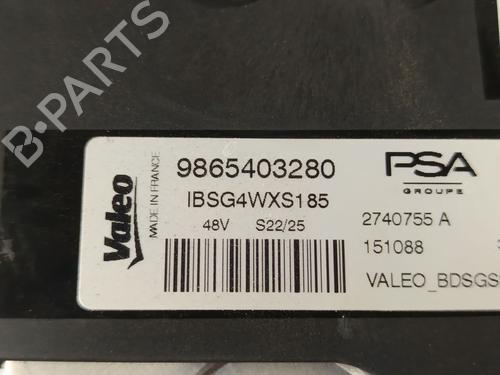 Valeo
MADE IN FRANCE
9865403280
IBSG4WXS185
48V S22/25
PSA
GROUPE
2740755 A
151088
VALEO_BDSGS
B-PARTS